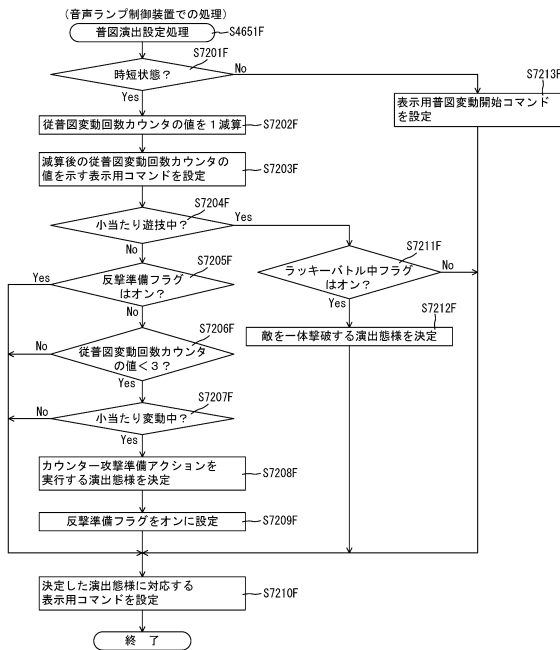 (音声ランプ制御装置での処理)
普図演出設定処理
S4651F
S7201F
時短状態?
No
Yes
S7213F
表示用普図変動開始コマンド
を設定
従普図変動回数カウンタの値を1減算
S7202F
減算後の従普図変動回数カウンタの
値を示す表示用コマンドを設定
S7203F
S7204F
小当たり遊技中?
Yes
No
S7205F
Yes
反撃準備フラグ
はオン?
No
S7211F
ラッキーバトル中フラグ
はオン?
No
Yes
S7212F
敵を一体撃破する演出態様を決定
S7206F
No
従普図変動回数カウンタ
の値<3?
Yes
S7207F
No
小当たり変動中?
Yes
カウンター攻撃準備アクションを
実行する演出態様を決定
S7208F
反撃準備フラグをオンに設定
S7209F
決定した演出態様に対応する
表示用コマンドを設定
S7210F
終 了